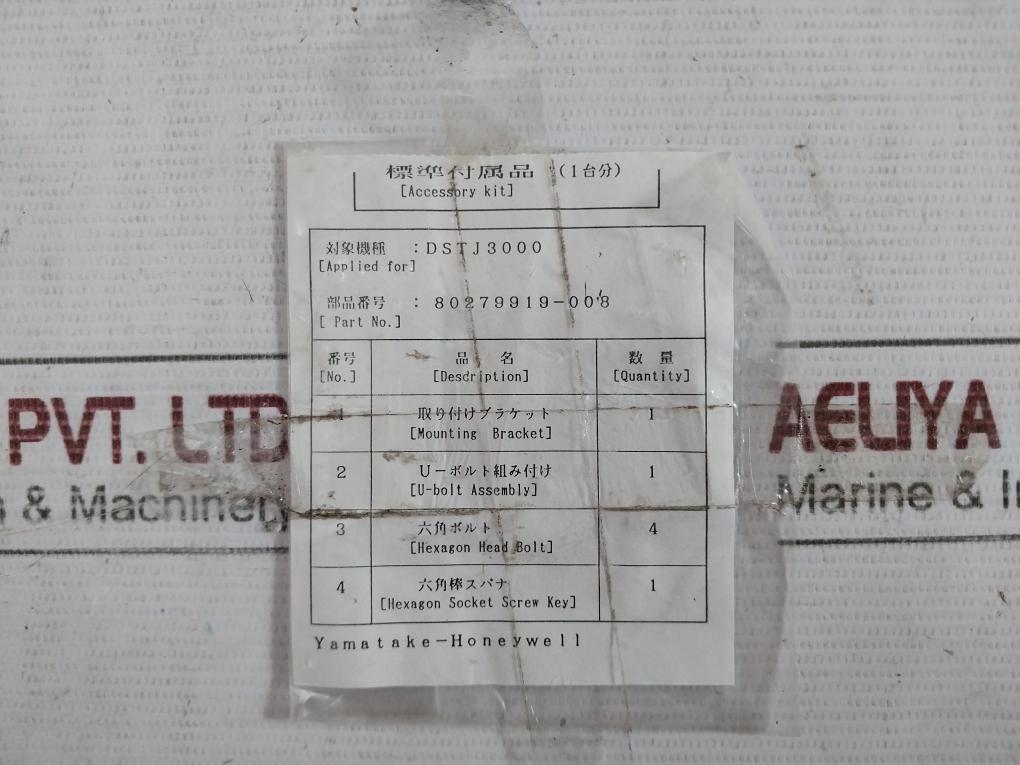 標準付属品 (1台分)
[Accessory kit]
対象機種 : DSTJ3000
[Applied for]
部品番号 : 80279919-008
[ Part No.]
番号 品 名 数 量
[No.] [Desdription] [Quantity]
1 取り付けブラケット 1
[Mounting Bracket]
2 Uーボルト組み付け 1
[U-bolt Assembly]
3 六角ボルト 4
[Hexagon Head Bolt]
4 六角棒スパナ 1
[Hexagon Socket Screw Key]
Yamatake-Honeywell
PVT. LTD
& Machinery
AELIYA
Marine & I